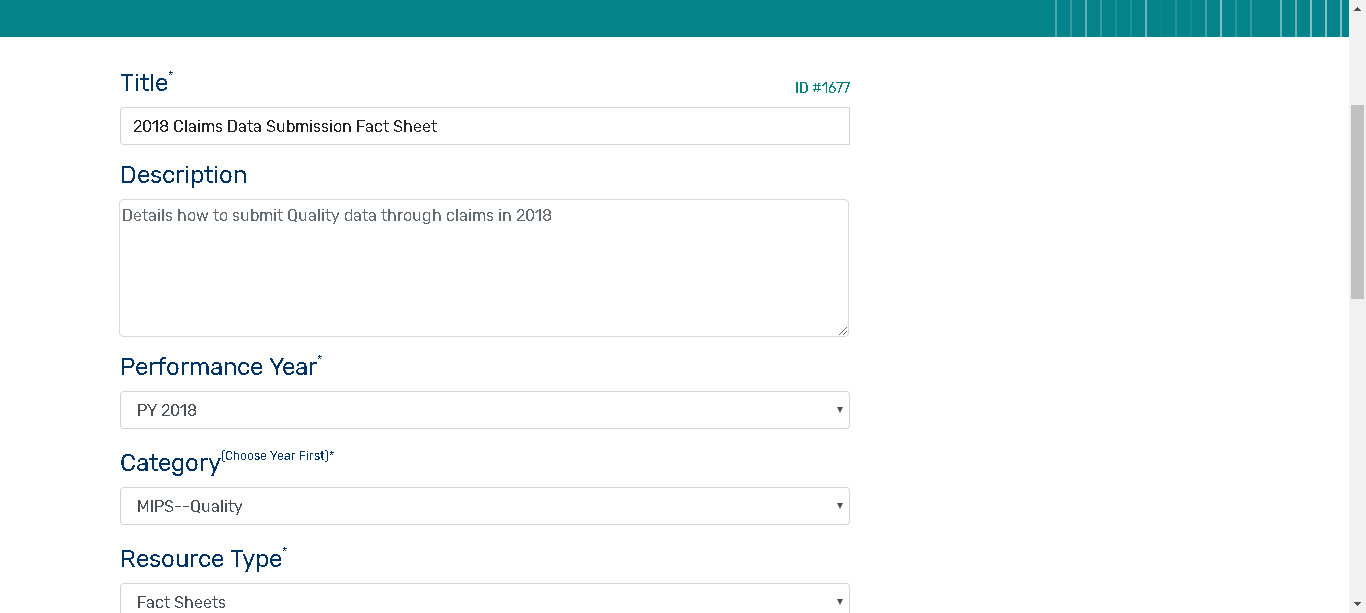 Title*
ID #1677
2018 Claims Data Submission Fact Sheet
Description
Details how to submit Quality data through claims in 2018
Performance Year*
PY 2018
Category(Choose Year First)*
MIPS--Quality
Resource Type*
Fact Sheets